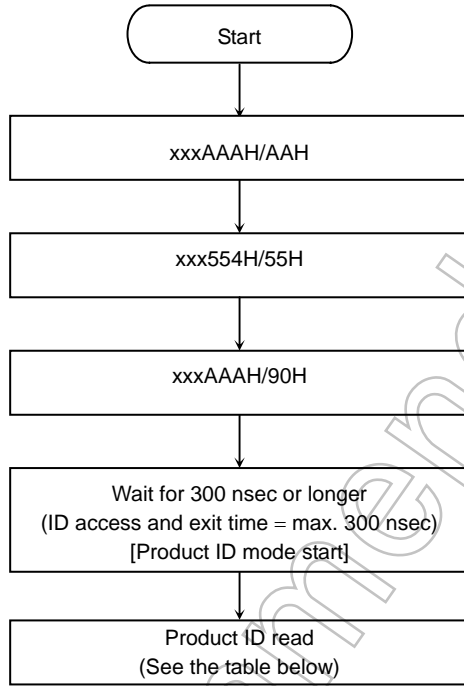 Start
xxxAAAH/AAH
xxx554H/55H
xxxAAAH/90H
Wait for 300 nsec or longer
(ID access and exit time = max. 300 nsec)
[Product ID mode start]
Product ID read
(See the table below)